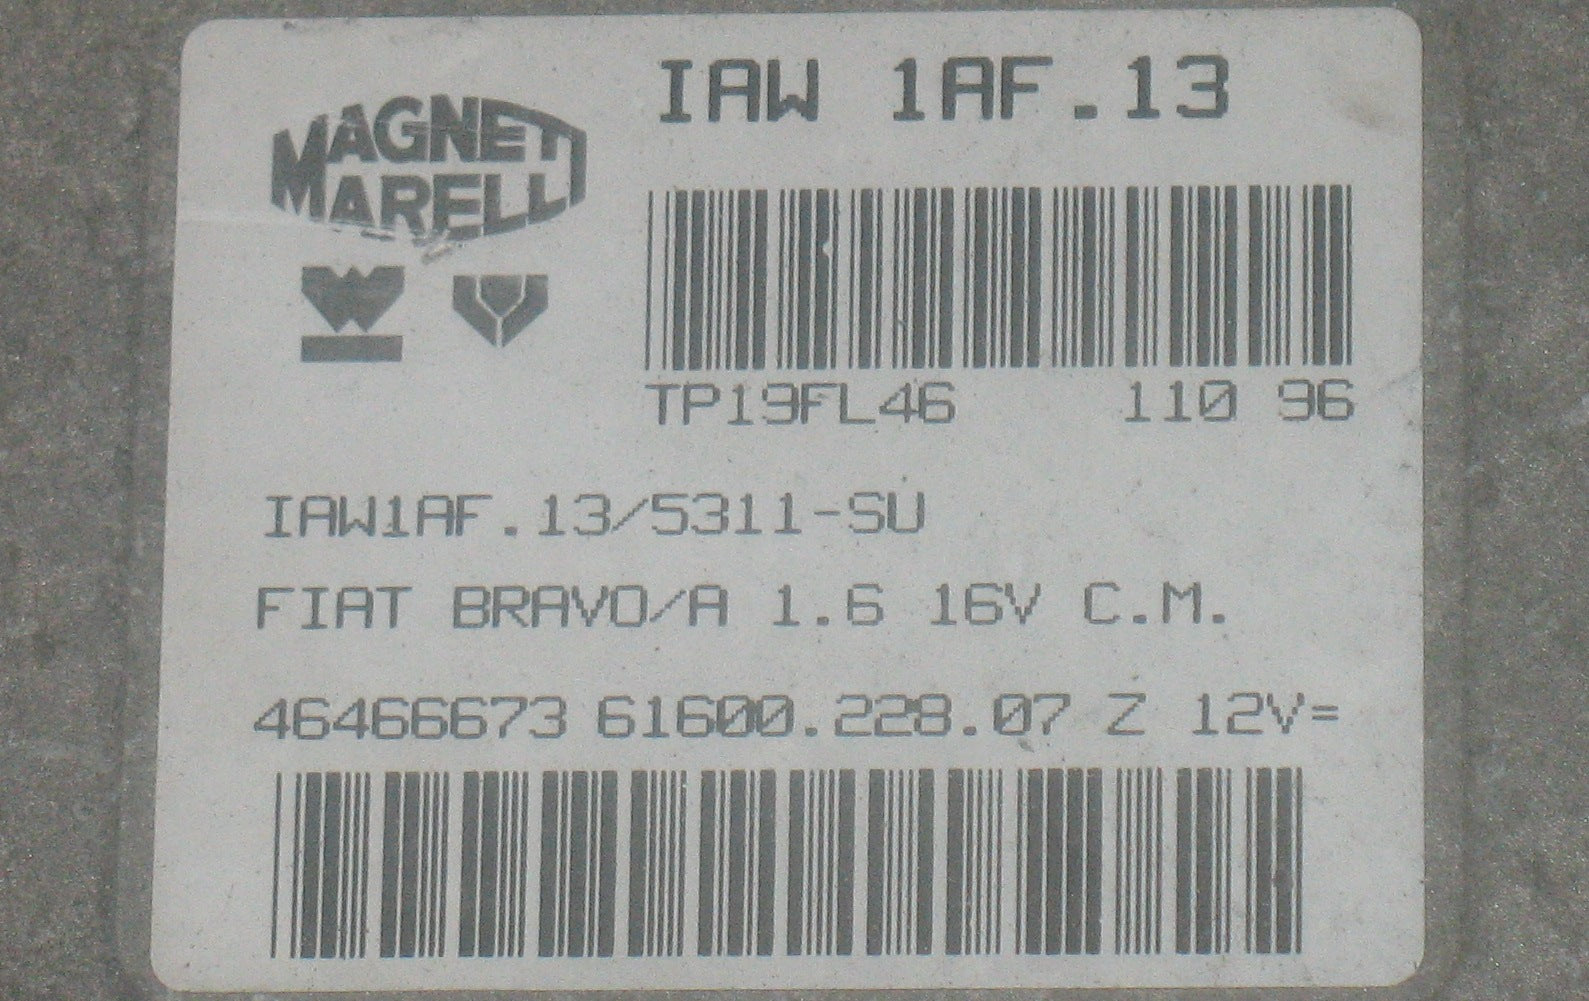 IAW 1AF.13
MAGNETI
MARELLI
TP19FL46 110 96
IAW1AF.13/5311-SU
FIAT BRAVO/A 1.6 16V C.M.
46466673 61600.228.07 Z 12V=